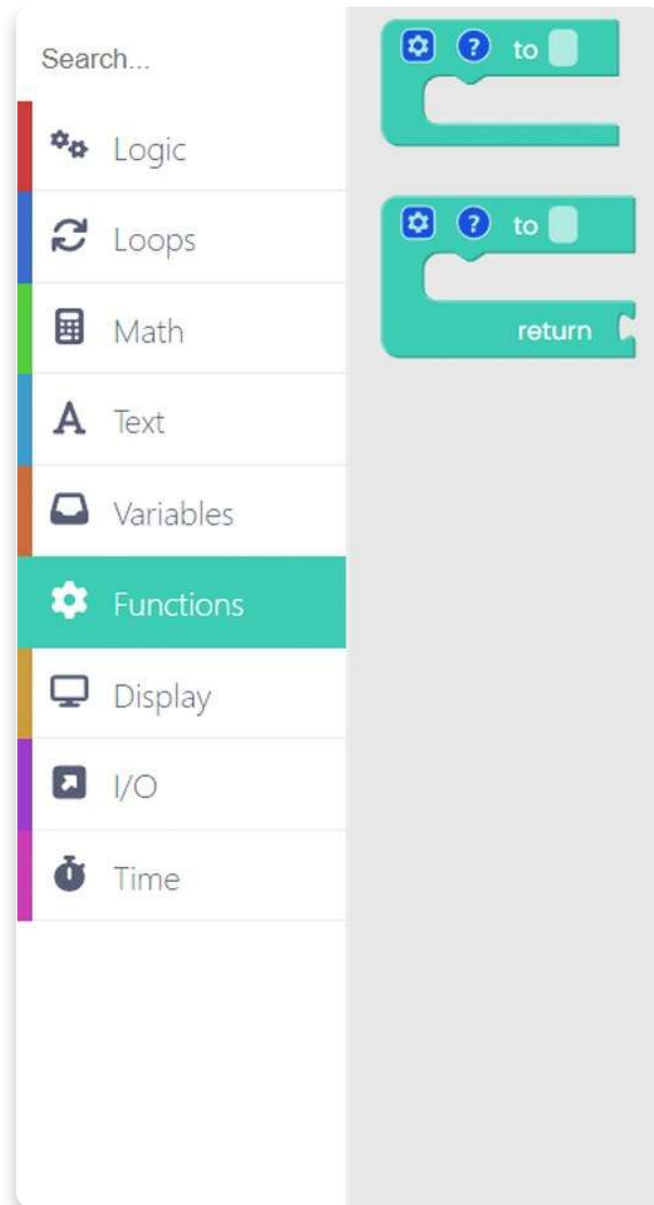 Search...
Logic
Loops
Math
Text
Variables
Functions
Display
I/O
Time
? to
? to
return